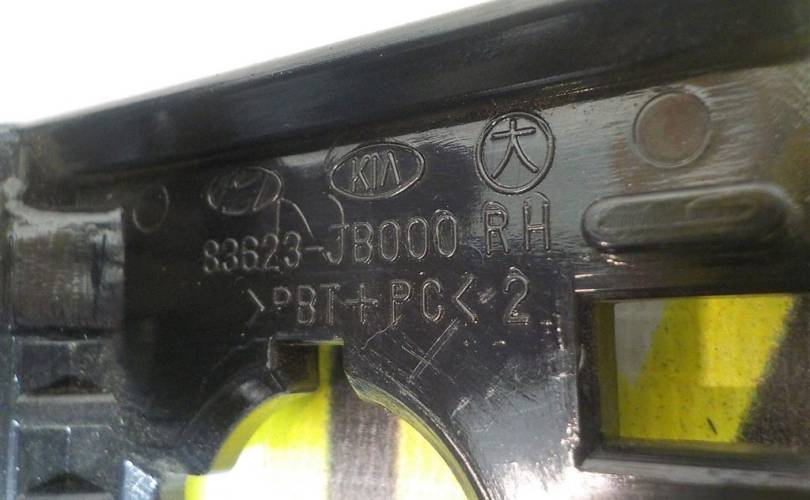 KIA 大
83623-JB000 RH
>PBT+PC< 2